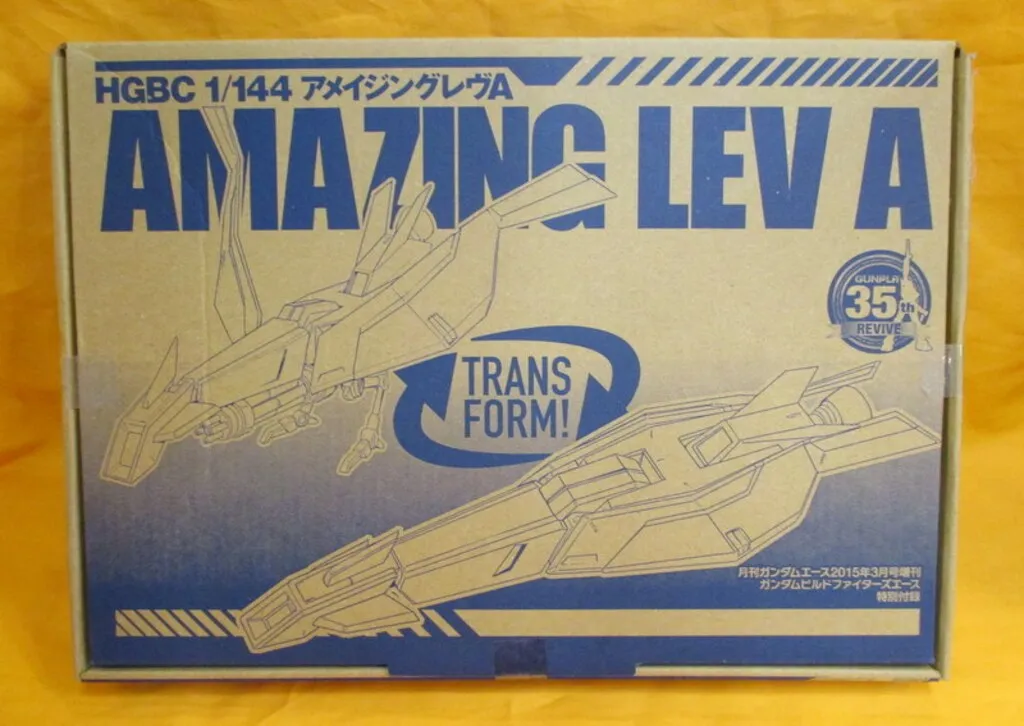 HGBC 1/144 アメイジングレヴA
AMAZING LEV A
GUNPLA
35th
REVIVE
TRANS
FORM!
月刊ガンダムエース2015年3月号増刊
ガンダムビルドファイターズエース
特別付録